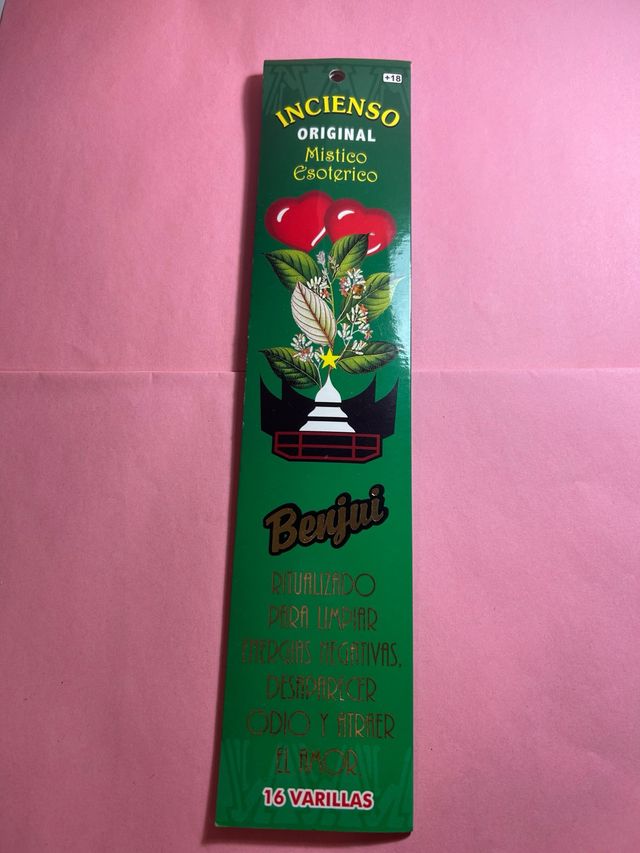 +18
INCIENSO
ORIGINAL
Mistico
Esoterico
Benjui
RITUALIZADO
PARA LIMPIAR
ENERGIAS NEGATIVAS,
DESAPARECER
ODIO Y ATRAER
EL AMOR
16 VARILLAS